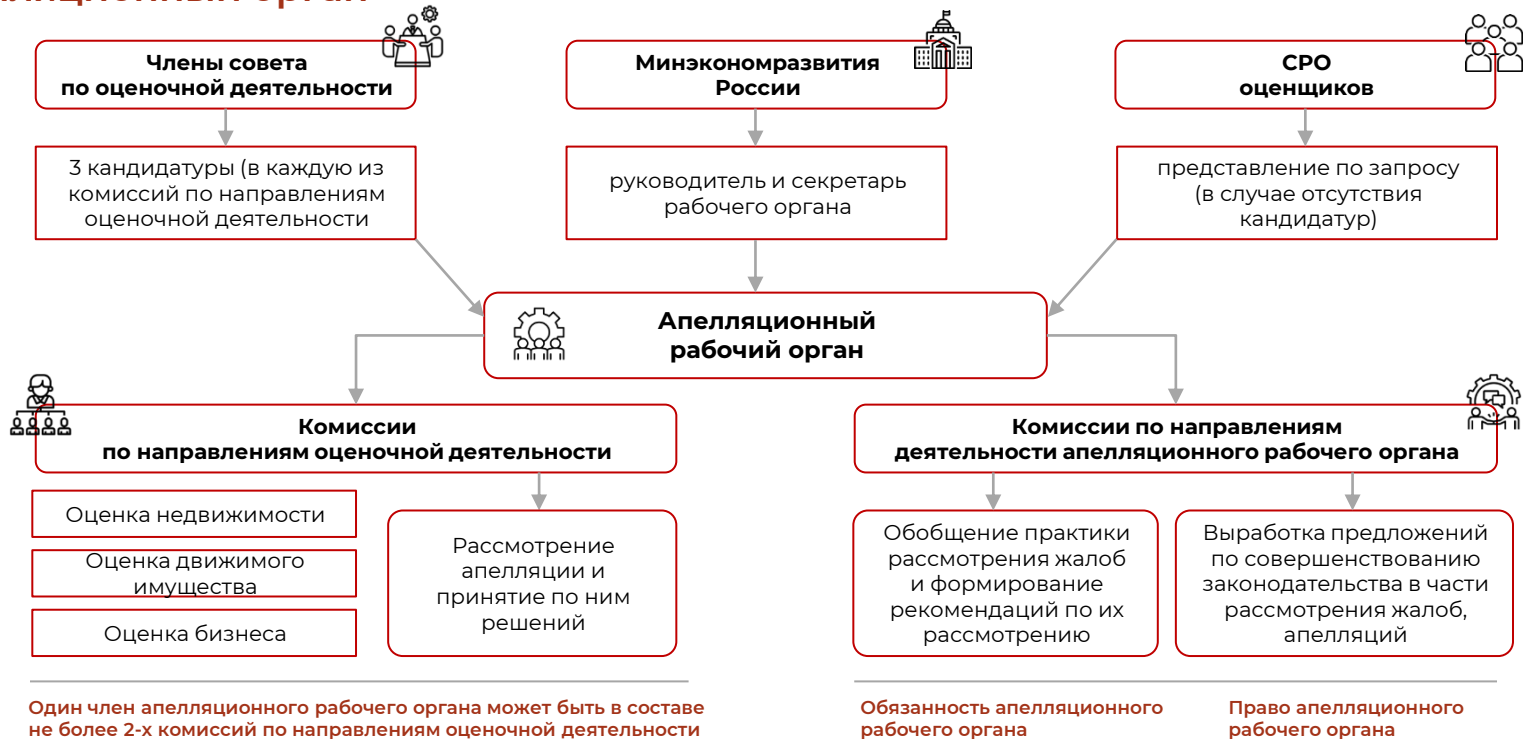 орган
Члены совета
по оценочной деятельности
Минэкономразвития
России
СРО
оценщиков
3 кандидатуры (в каждую из
комиссий по направлениям
оценочной деятельности
руководитель и секретарь
рабочего органа
представление по запросу
(в случае отсутствия
кандидатур)
Апелляционный
рабочий орган
Комиссии
по направлениям оценочной деятельности
Комиссии по направлениям
деятельности апелляционного рабочего органа
Оценка недвижимости
Оценка движимого
имущества
Оценка бизнеса
Рассмотрение
апелляции и
принятие по ним
решений
Обобщение практики
рассмотрения жалоб
и формирование
рекомендаций по их
рассмотрению
Выработка предложений
по совершенствованию
законодательства в части
рассмотрения жалоб,
апелляций
Один член апелляционного рабочего органа может быть в составе
не более 2-х комиссий по направлениям оценочной деятельности
Обязанность апелляционного
рабочего органа
Право апелляционного
рабочего органа